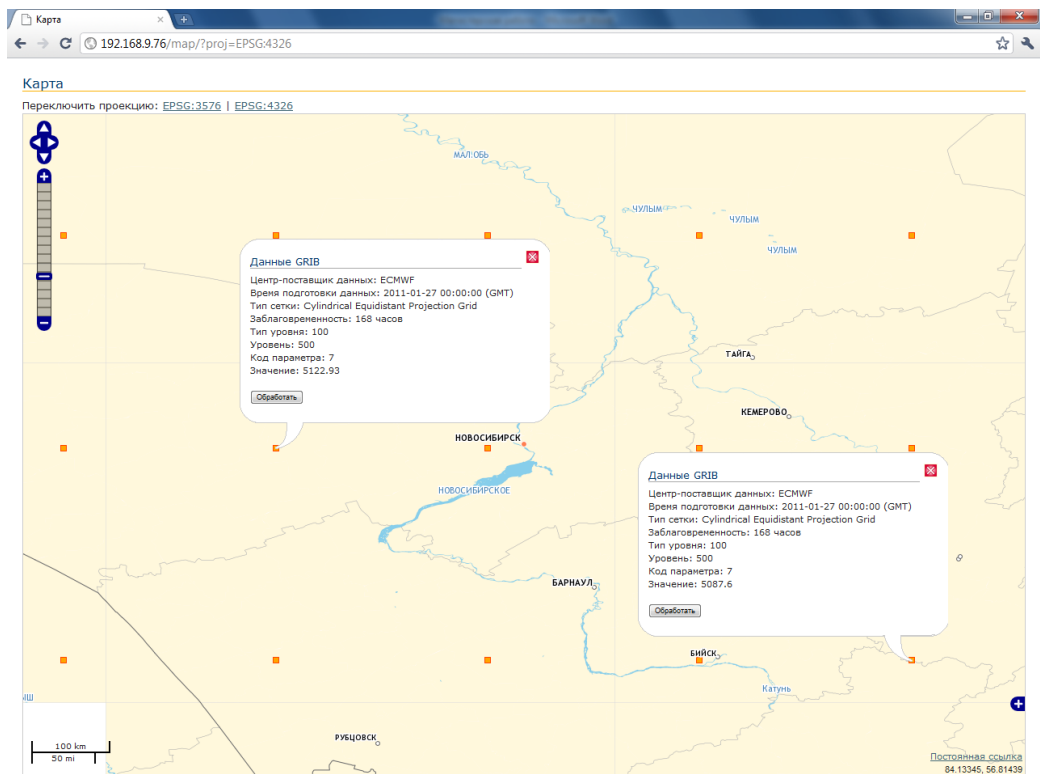 Карта
192.168.9.76/map/?proj=EPSG:4326
Карта
Переключить проекцию: EPSG:3576 | EPSG:4326
МАЛ:ОБЬ
ЧУЛЫМ
ЧУЛЫМ
ЧУЛЫМ
Данные GRIB
Центр-поставщик данных: ECMWF
Время подготовки данных: 2011-01-27 00:00:00 (GMT)
Тип сетки: Cylindrical Equidistant Projection Grid
Заблаговременность: 168 часов
Тип уровня: 100
Уровень: 500
Код параметра: 7
Значение: 5122.93
Обработать
ТАЙГА
КЕМЕРОВО
НОВОСИБИРСК
НОВОСИБИРСКОЕ
Данные GRIB
Центр-поставщик данных: ECMWF
Время подготовки данных: 2011-01-27 00:00:00 (GMT)
Тип сетки: Cylindrical Equidistant Projection Grid
Заблаговременность: 168 часов
Тип уровня: 100
Уровень: 500
Код параметра: 7
Значение: 5087.6
Обработать
БАРНАУЛ
БИЙСК
Катунь
ЫШ
РУБЦОВСК
100 km
50 mi
Постоянная ссылка
84.13345, 56.81439